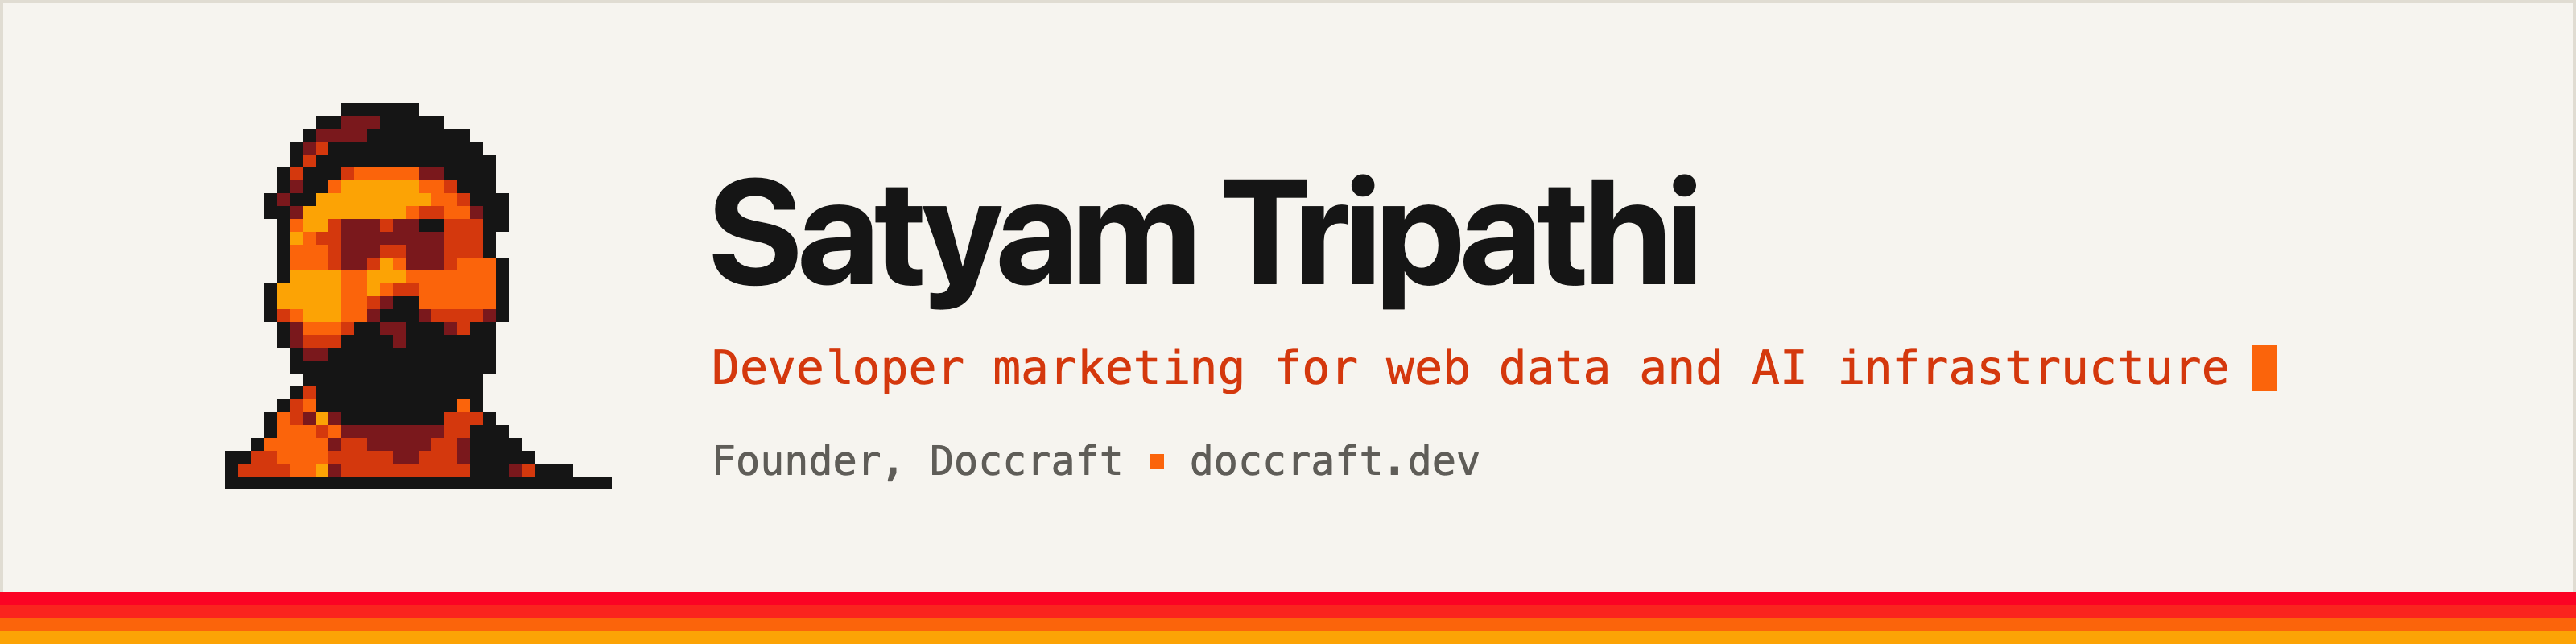 Satyam Tripathi
Developer marketing for web data and AI infrastructure
Founder, Doccraft ▪ doccraft.dev